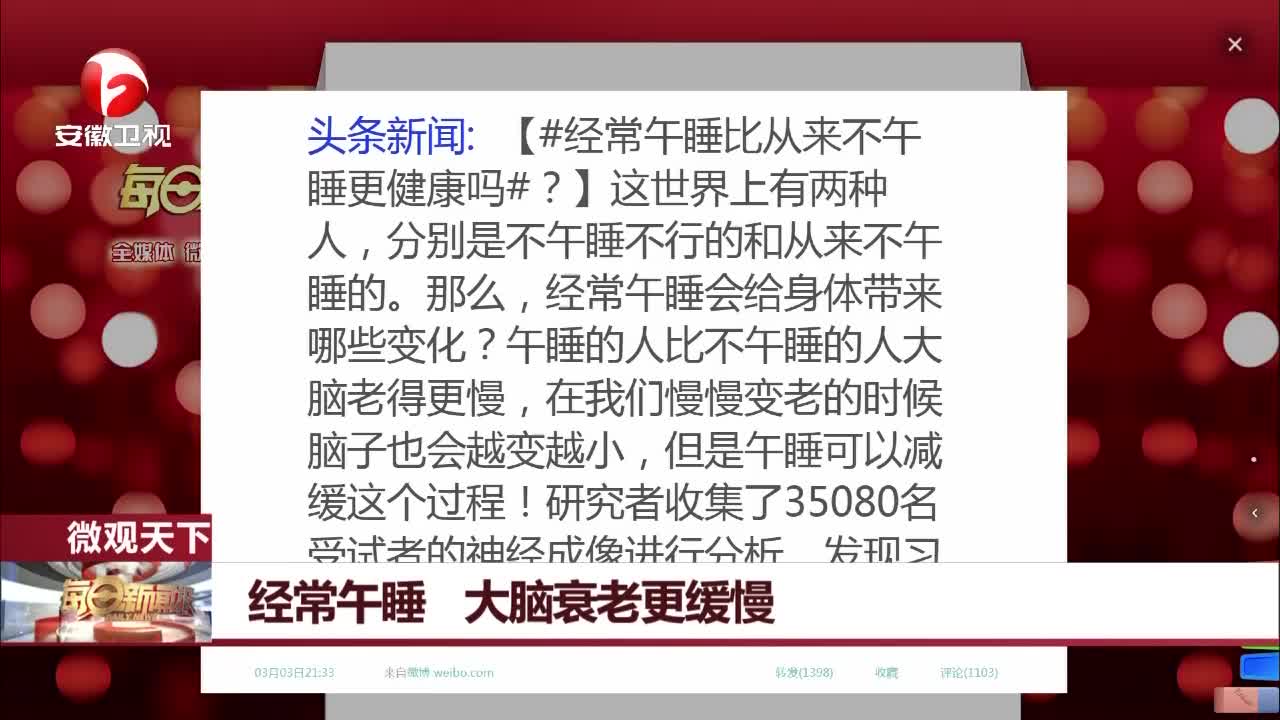 安徽卫视
每日
全媒体 微
头条新闻: 【#经常午睡比从来不午
睡更健康吗#？】这世界上有两种
人，分别是不午睡不行的和从来不午
睡的。那么，经常午睡会给身体带来
哪些变化？午睡的人比不午睡的人大
脑老得更慢，在我们慢慢变老的时候
脑子也会越变越小，但是午睡可以减
缓这个过程！研究者收集了35080名
受试者的神经成像进行分析，发现习
微观天下
每日新闻报
经常午睡 大脑衰老更缓慢
03月03日21:33 来自微博 weibo.com 转发(1398) 收藏 评论(1103)